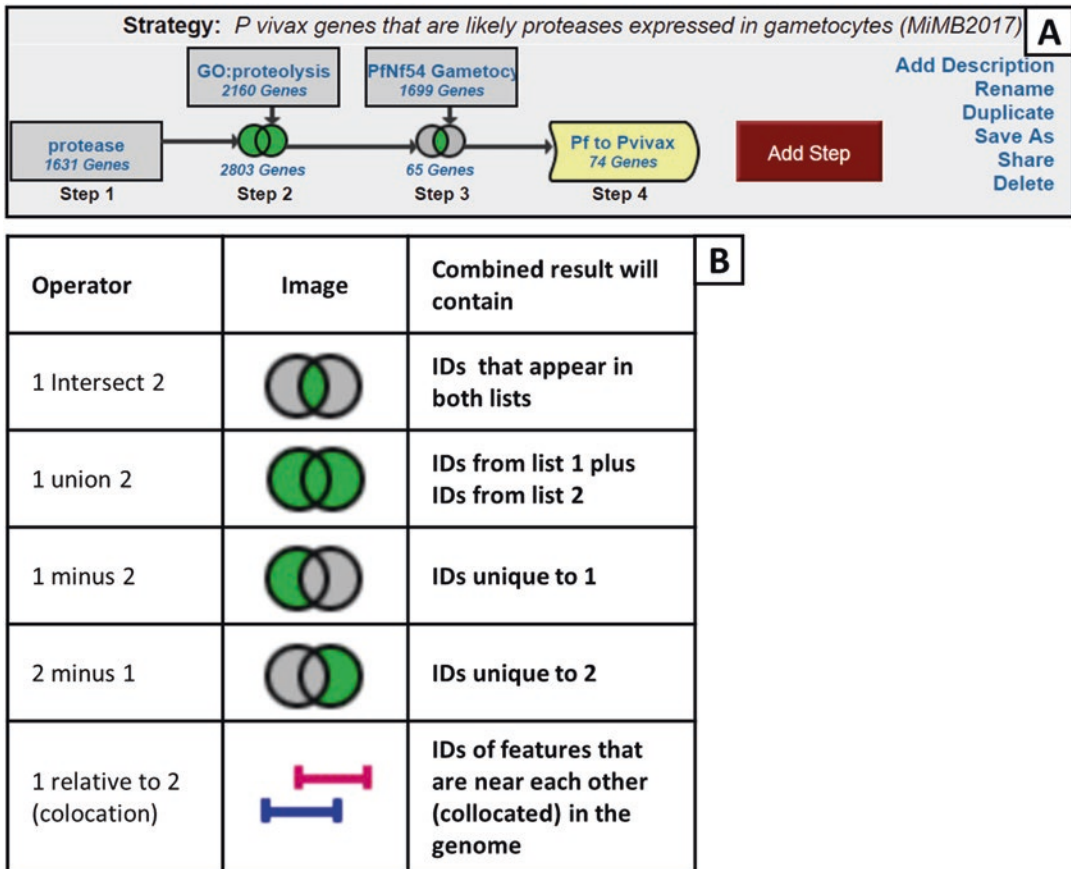 Strategy: P vivax genes that are likely proteases expressed in gametocytes (MiMB2017)
A
Add Description
Rename
Duplicate
Save As
Share
Delete
GO:proteolysis
2160 Genes
PfNf54 Gametocy
1699 Genes
protease
1631 Genes
Step 1
2803 Genes
Step 2
65 Genes
Step 3
Pf to Pvivax
74 Genes
Step 4
Add Step
B
Operator
Image
Combined result will
contain
1 Intersect 2
IDs that appear in
both lists
1 union 2
IDs from list 1 plus
IDs from list 2
1 minus 2
IDs unique to 1
2 minus 1
IDs unique to 2
1 relative to 2
(colocation)
IDs of features that
are near each other
(collocated) in the
genome